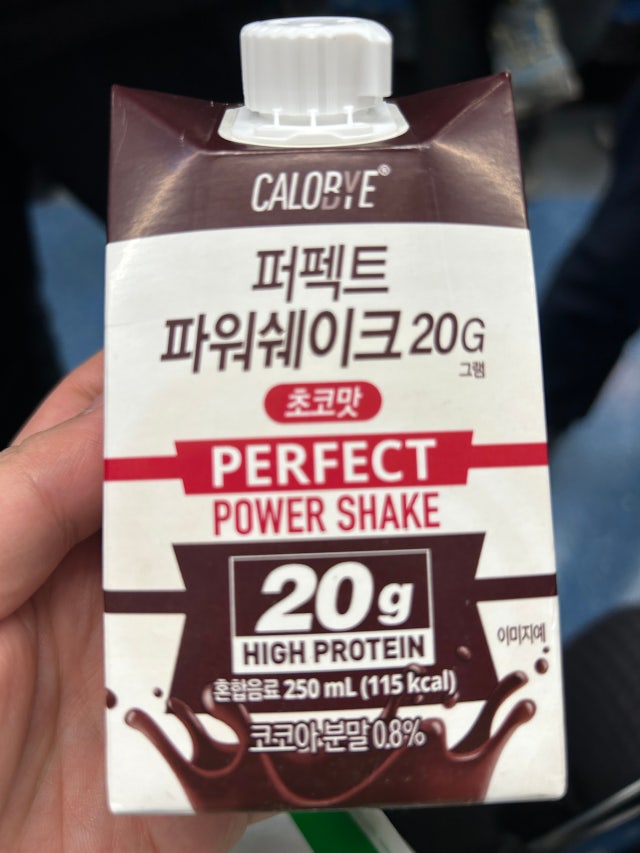 CALOBYE®
퍼펙트
파워쉐이크 20G
그램
초코맛
PERFECT
POWER SHAKE
20g
HIGH PROTEIN
이미지예
혼합음료 250 mL (115 kcal)
코코아분말 0.8%